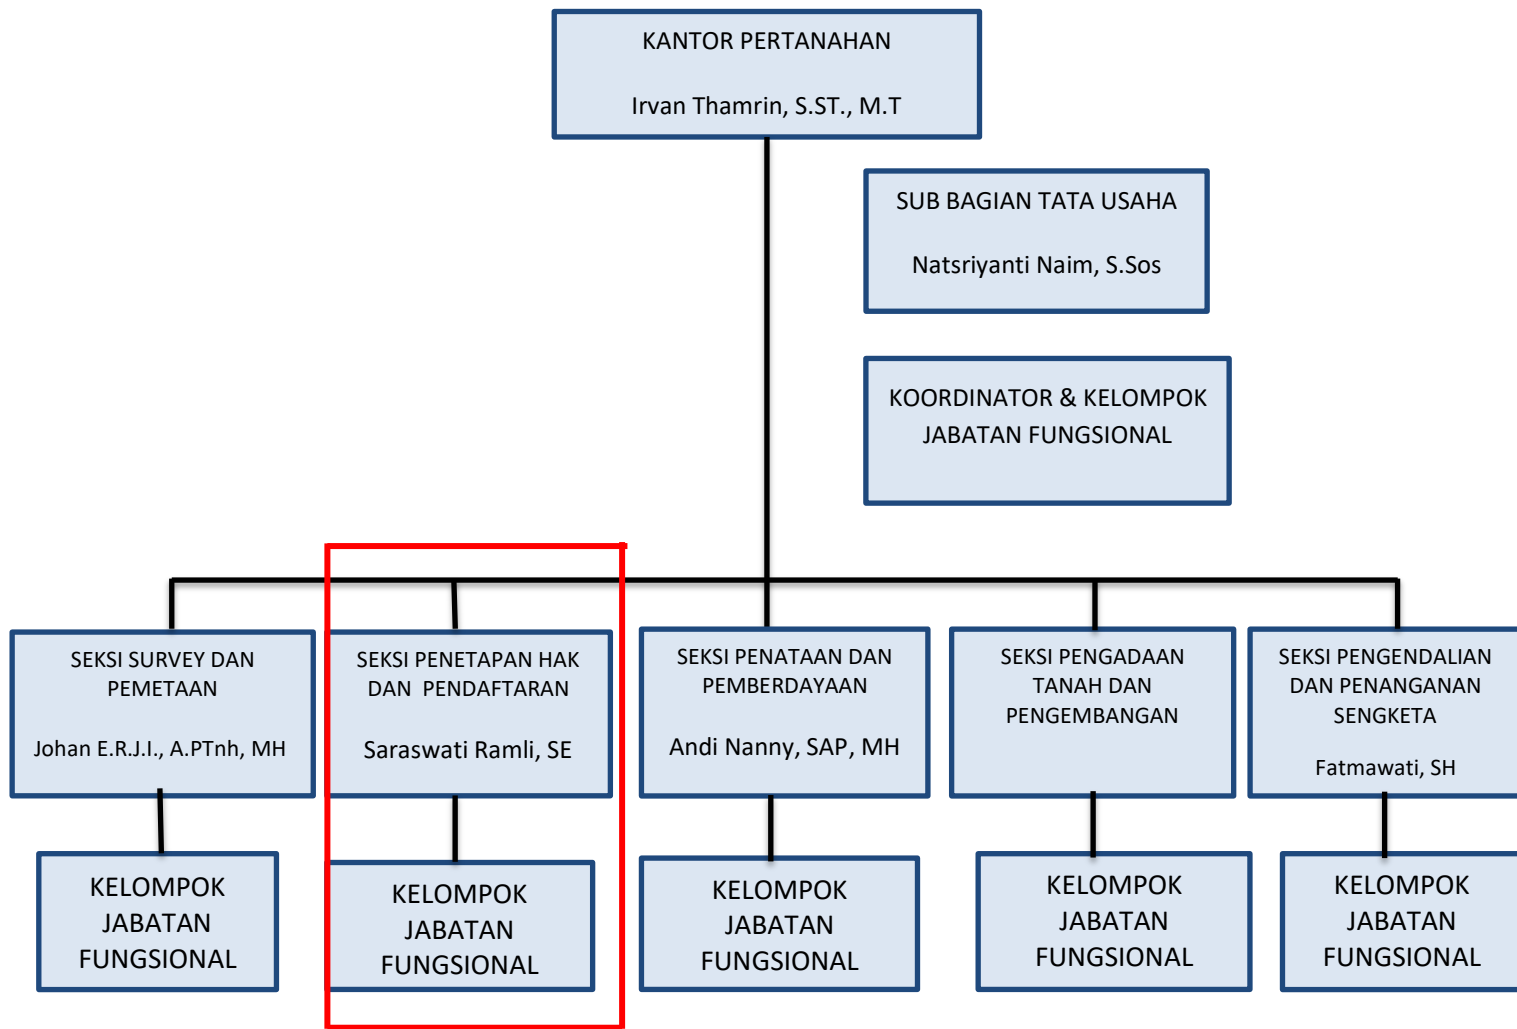 KANTOR PERTANAHAN
Irvan Thamrin, S.ST., M.T
SUB BAGIAN TATA USAHA
Natsriyanti Naim, S.Sos
KOORDINATOR & KELOMPOK
JABATAN FUNGSIONAL
SEKSI SURVEY DAN
PEMETAAN
Johan E.R.J.I., A.PTnh, MH
SEKSI PENETAPAN HAK
DAN PENDAFTARAN
Saraswati Ramli, SE
SEKSI PENATAAN DAN
PEMBERDAYAAN
Andi Nanny, SAP, MH
SEKSI PENGADAAN
TANAH DAN
PENGEMBANGAN
SEKSI PENGENDALIAN
DAN PENANGANAN
SENGKETA
Fatmawati, SH
KELOMPOK
JABATAN
FUNGSIONAL
KELOMPOK
JABATAN
FUNGSIONAL
KELOMPOK
JABATAN
FUNGSIONAL
KELOMPOK
JABATAN
FUNGSIONAL
KELOMPOK
JABATAN
FUNGSIONAL